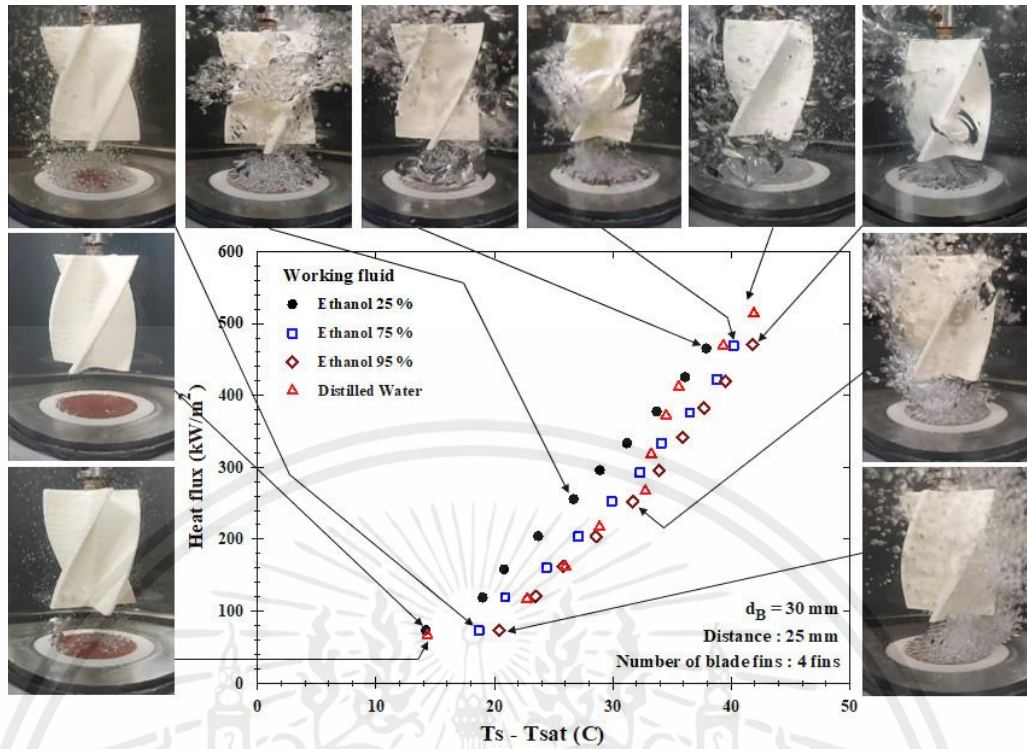 600
500
400
300
200
100
0
Heat flux (kW/m²)
Working fluid
Ethanol 25 %
Ethanol 75 %
Ethanol 95 %
Distilled Water
d_B = 30 mm
Distance : 25 mm
Number of blade fins : 4 fins
0 10 20 30 40 50
Ts - Tsat (C)